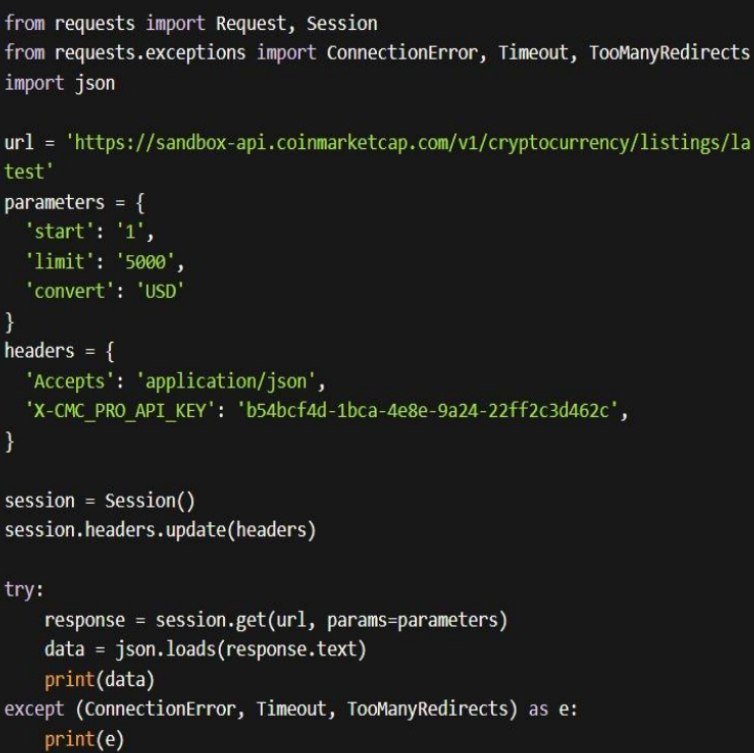 from requests import Request, Session
from requests.exceptions import ConnectionError, Timeout, TooManyRedirects
import json

url = 'https://sandbox-api.coinmarketcap.com/v1/cryptocurrency/listings/la
test'
parameters = {
  'start': '1',
  'limit': '5000',
  'convert': 'USD'
}
headers = {
  'Accepts': 'application/json',
  'X-CMC_PRO_API_KEY': 'b54bcf4d-1bca-4e8e-9a24-22ff2c3d462c',
}

session = Session()
session.headers.update(headers)

try:
    response = session.get(url, params=parameters)
    data = json.loads(response.text)
    print(data)
except (ConnectionError, Timeout, TooManyRedirects) as e:
    print(e)